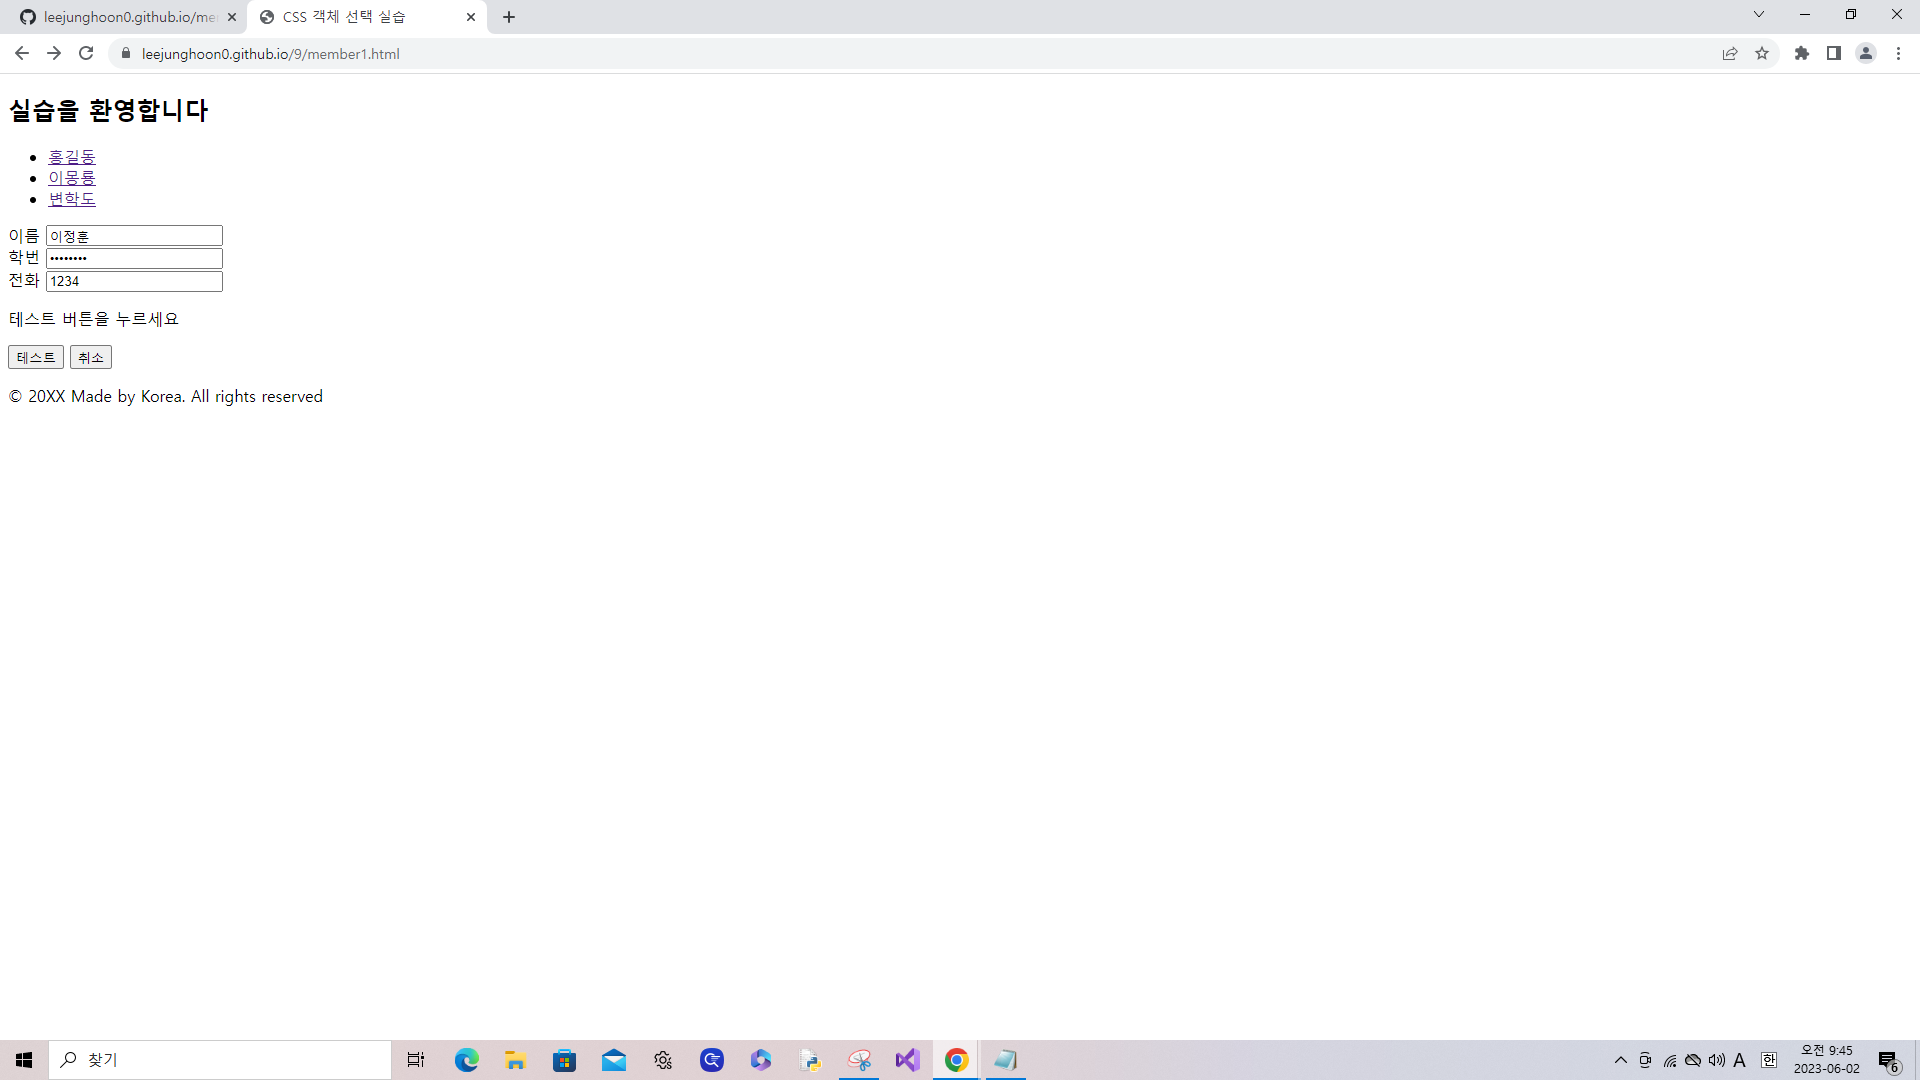 leejunghoon0.github.io/me
CSS 객체 선택 실습
leejunghoon0.github.io/9/member1.html
실습을 환영합니다
홍길동
이몽룡
변학도
이름 이정훈
학번 ••••••••
전화 1234
테스트 버튼을 누르세요
테스트 취소
© 20XX Made by Korea. All rights reserved
찾기
A 한 오전 9:45
2023-06-02
6